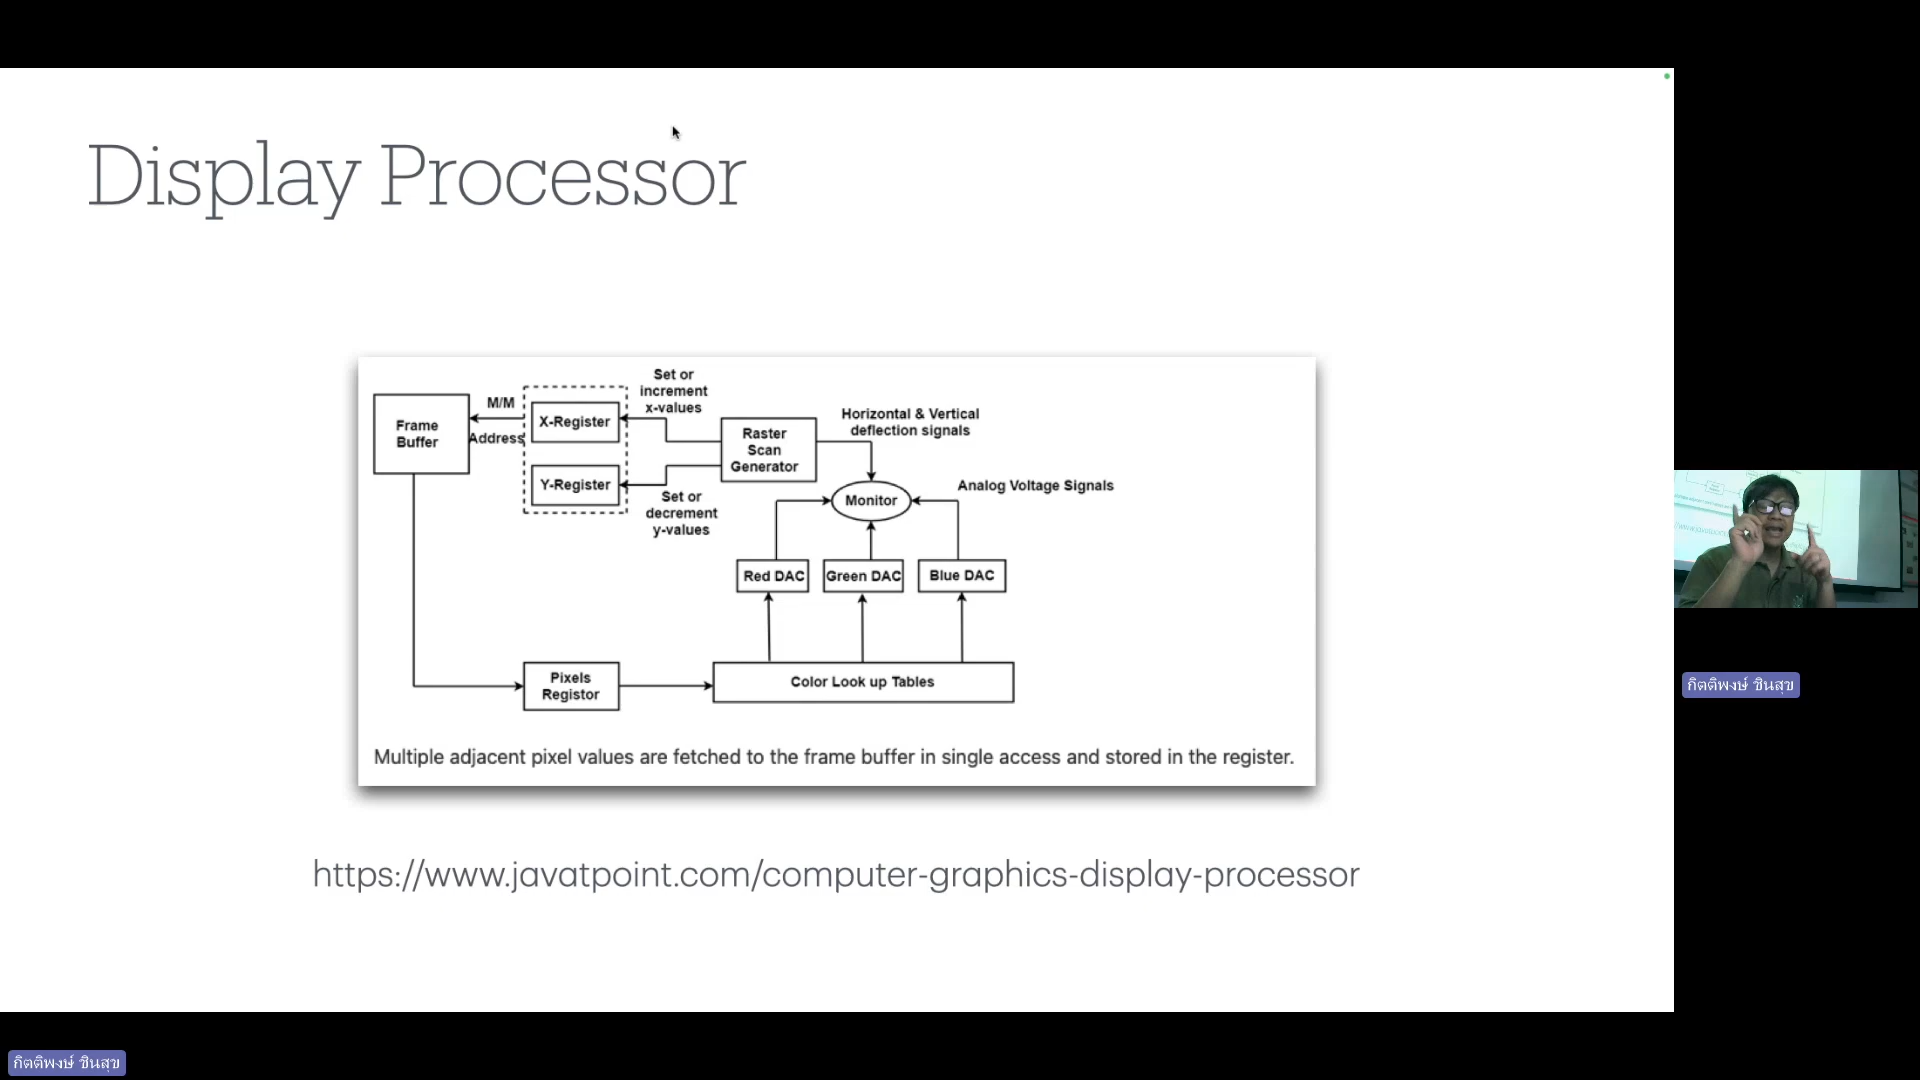 Display Processor
Set or
increment
x-values
M/M
Address
Frame
Buffer
X-Register
Y-Register
Set or
decrement
y-values
Raster
Scan
Generator
Horizontal & Vertical
deflection signals
Monitor
Analog Voltage Signals
Red DAC
Green DAC
Blue DAC
Pixels
Registor
Color Look up Tables
Multiple adjacent pixel values are fetched to the frame buffer in single access and stored in the register.
https://www.javatpoint.com/computer-graphics-display-processor
กิตติพงษ์ ชินสุข
กิตติพงษ์ ชินสุข